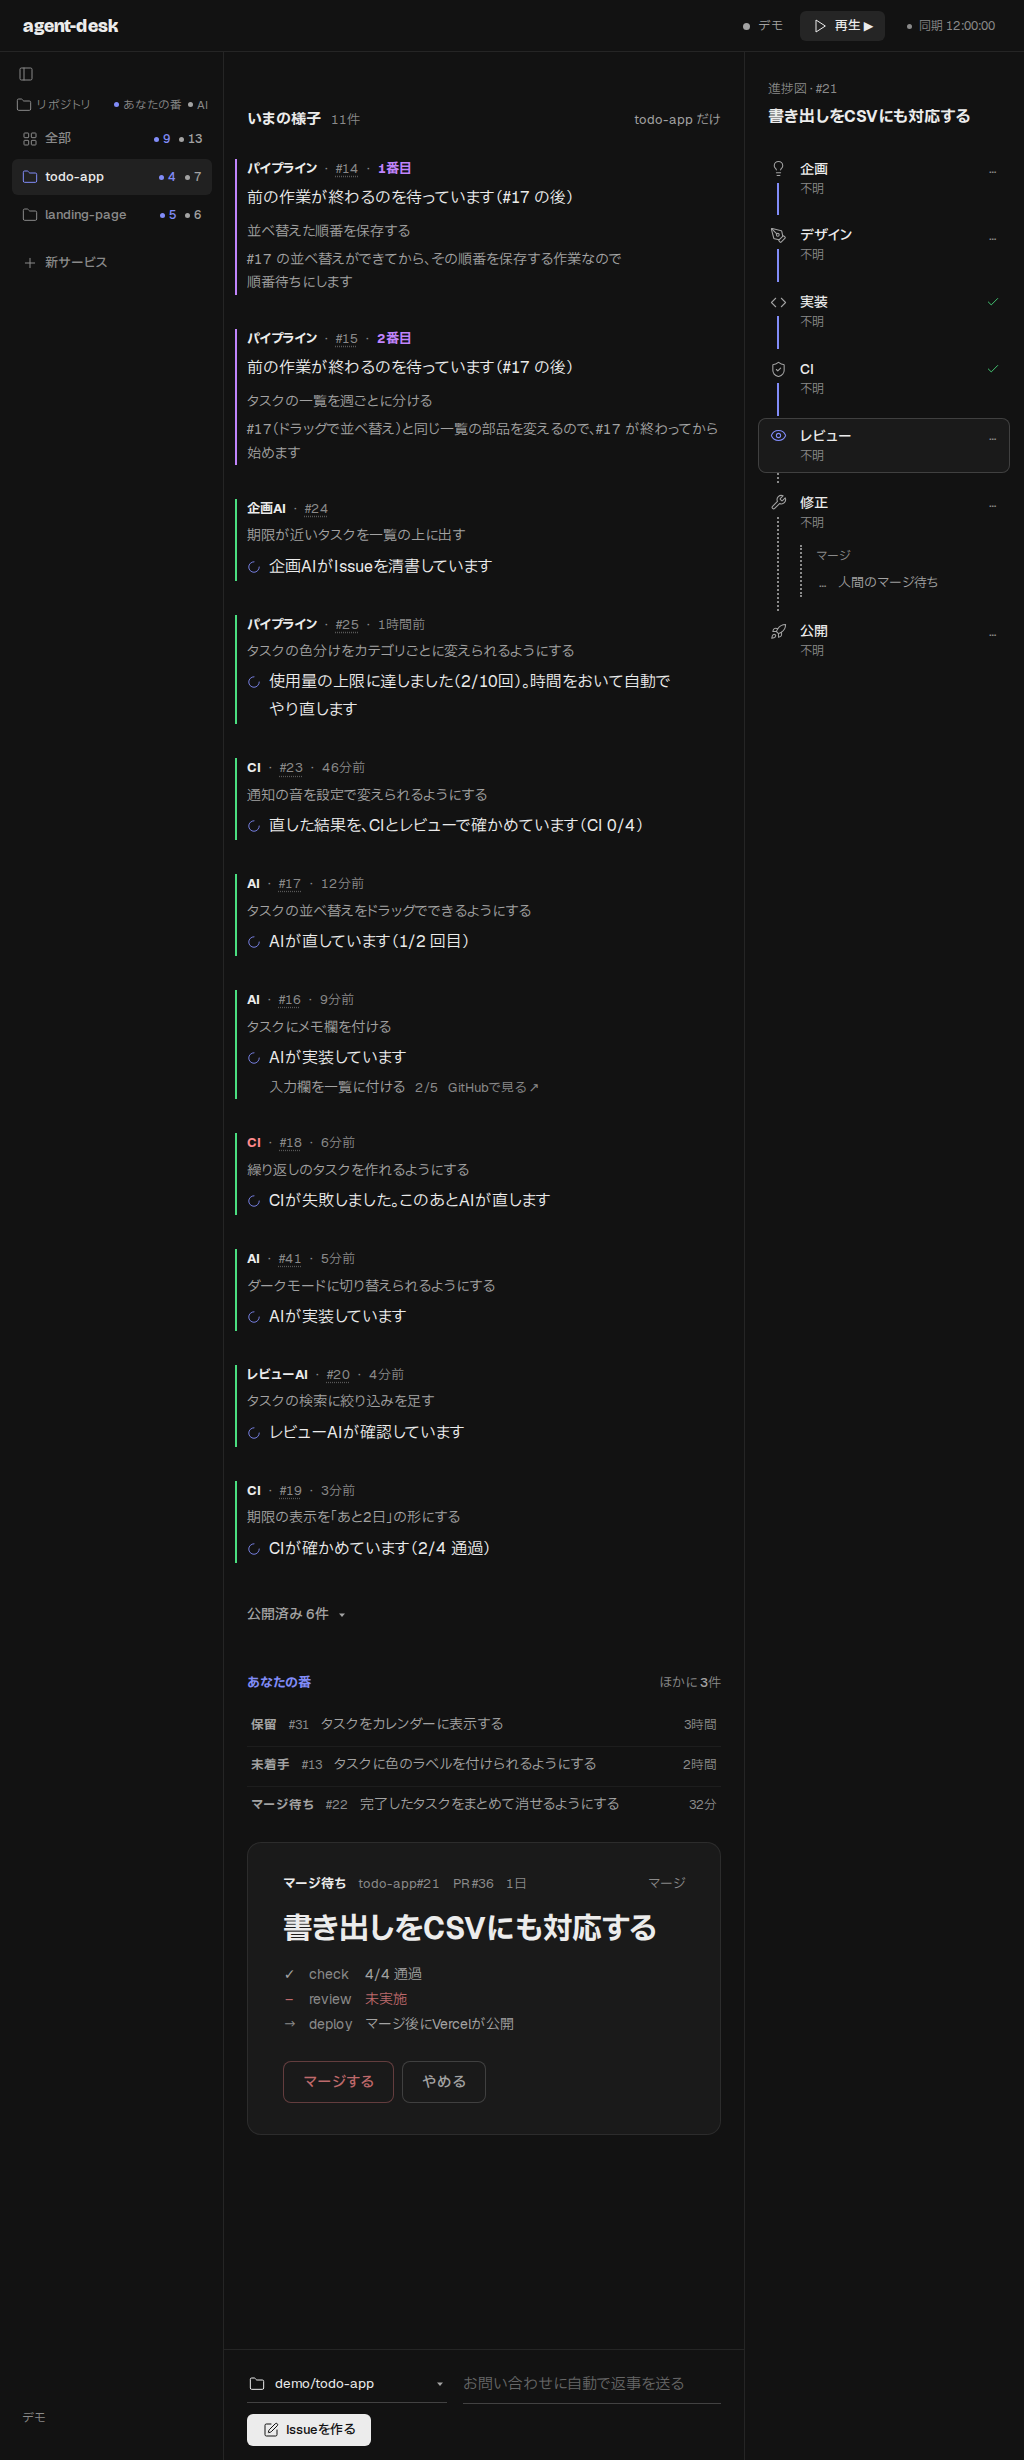 agent-desk
デモ
再生 ▶
同期 12:00:00
リポジトリ
あなたの番
AI
全部
9
13
todo-app
4
7
landing-page
5
6
新サービス
いまの様子 11件
todo-app だけ
パイプライン · #14 · 1番目
前の作業が終わるのを待っています（#17 の後）
並べ替えた順番を保存する
#17 の並べ替えができてから、その順番を保存する作業なので
順番待ちにします
パイプライン · #15 · 2番目
前の作業が終わるのを待っています（#17 の後）
タスクの一覧を週ごとに分ける
#17（ドラッグで並べ替え）と同じ一覧の部品を変えるので、#17 が終わってから
始めます
企画AI · #24
期限が近いタスクを一覧の上に出す
企画AIがIssueを清書しています
パイプライン · #25 · 1時間前
タスクの色分けをカテゴリごとに変えられるようにする
使用量の上限に達しました（2/10回）。時間をおいて自動で
やり直します
CI · #23 · 46分前
通知の音を設定で変えられるようにする
直した結果を、CIとレビューで確かめています（CI 0/4）
AI · #17 · 12分前
タスクの並べ替えをドラッグでできるようにする
AIが直しています（1/2 回目）
AI · #16 · 9分前
タスクにメモ欄を付ける
AIが実装しています
入力欄を一覧に付ける 2/5 GitHubで見る ↗
CI · #18 · 6分前
繰り返しのタスクを作れるようにする
CIが失敗しました。このあとAIが直します
AI · #41 · 5分前
ダークモードに切り替えられるようにする
AIが実装しています
レビューAI · #20 · 4分前
タスクの検索に絞り込みを足す
レビューAIが確認しています
CI · #19 · 3分前
期限の表示を「あと2日」の形にする
CIが確かめています（2/4 通過）
公開済み 6件
あなたの番
ほかに 3件
保留 #31 タスクをカレンダーに表示する 3時間
未着手 #13 タスクに色のラベルを付けられるようにする 2時間
マージ待ち #22 完了したタスクをまとめて消せるようにする 32分
マージ待ち todo-app#21 PR #36 1日 マージ
書き出しをCSVにも対応する
✓ check 4/4 通過
– review 未実施
→ deploy マージ後にVercelが公開
マージする
やめる
demo/todo-app
お問い合わせに自動で返事を送る
Issueを作る
デモ
進捗図 · #21
書き出しをCSVにも対応する
企画 …
不明
デザイン …
不明
実装 ✓
不明
CI ✓
不明
レビュー …
不明
修正 …
不明
マージ
… 人間のマージ待ち
公開 …
不明